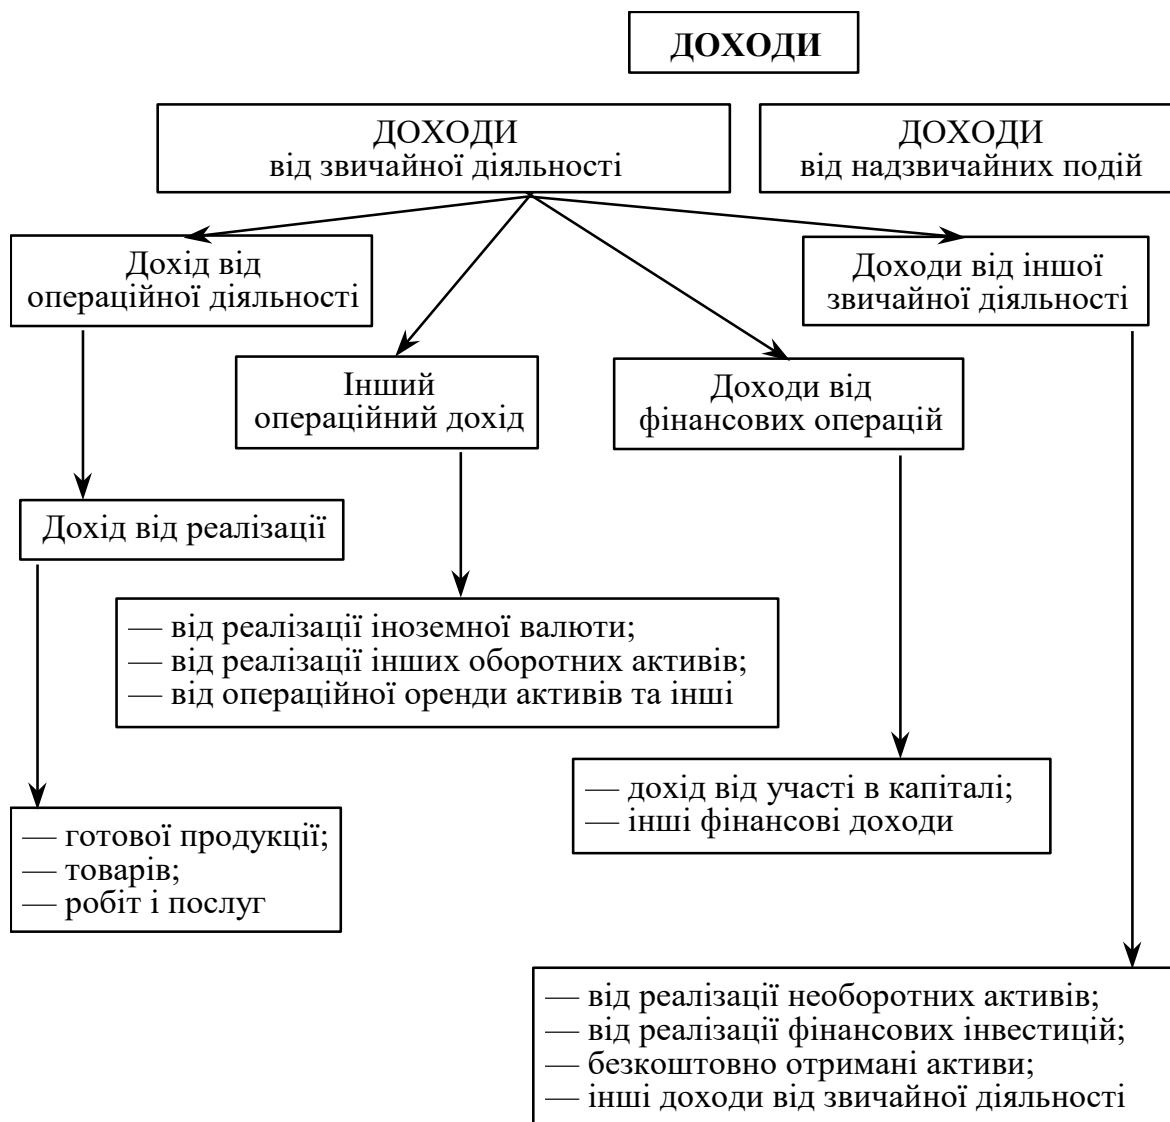 ДОХОДИ
ДОХОДИ
від звичайної діяльності
ДОХОДИ
від надзвичайних подій
Дохід від
операційної діяльності
Доходи від іншої
звичайної діяльності
Інший
операційний дохід
Доходи від
фінансових операцій
Дохід від реалізації
— від реалізації іноземної валюти;
— від реалізації інших оборотних активів;
— від операційної оренди активів та інші
— дохід від участі в капіталі;
— інші фінансові доходи
— готової продукції;
— товарів;
— робіт і послуг
— від реалізації необоротних активів;
— від реалізації фінансових інвестицій;
— безкоштовно отримані активи;
— інші доходи від звичайної діяльності